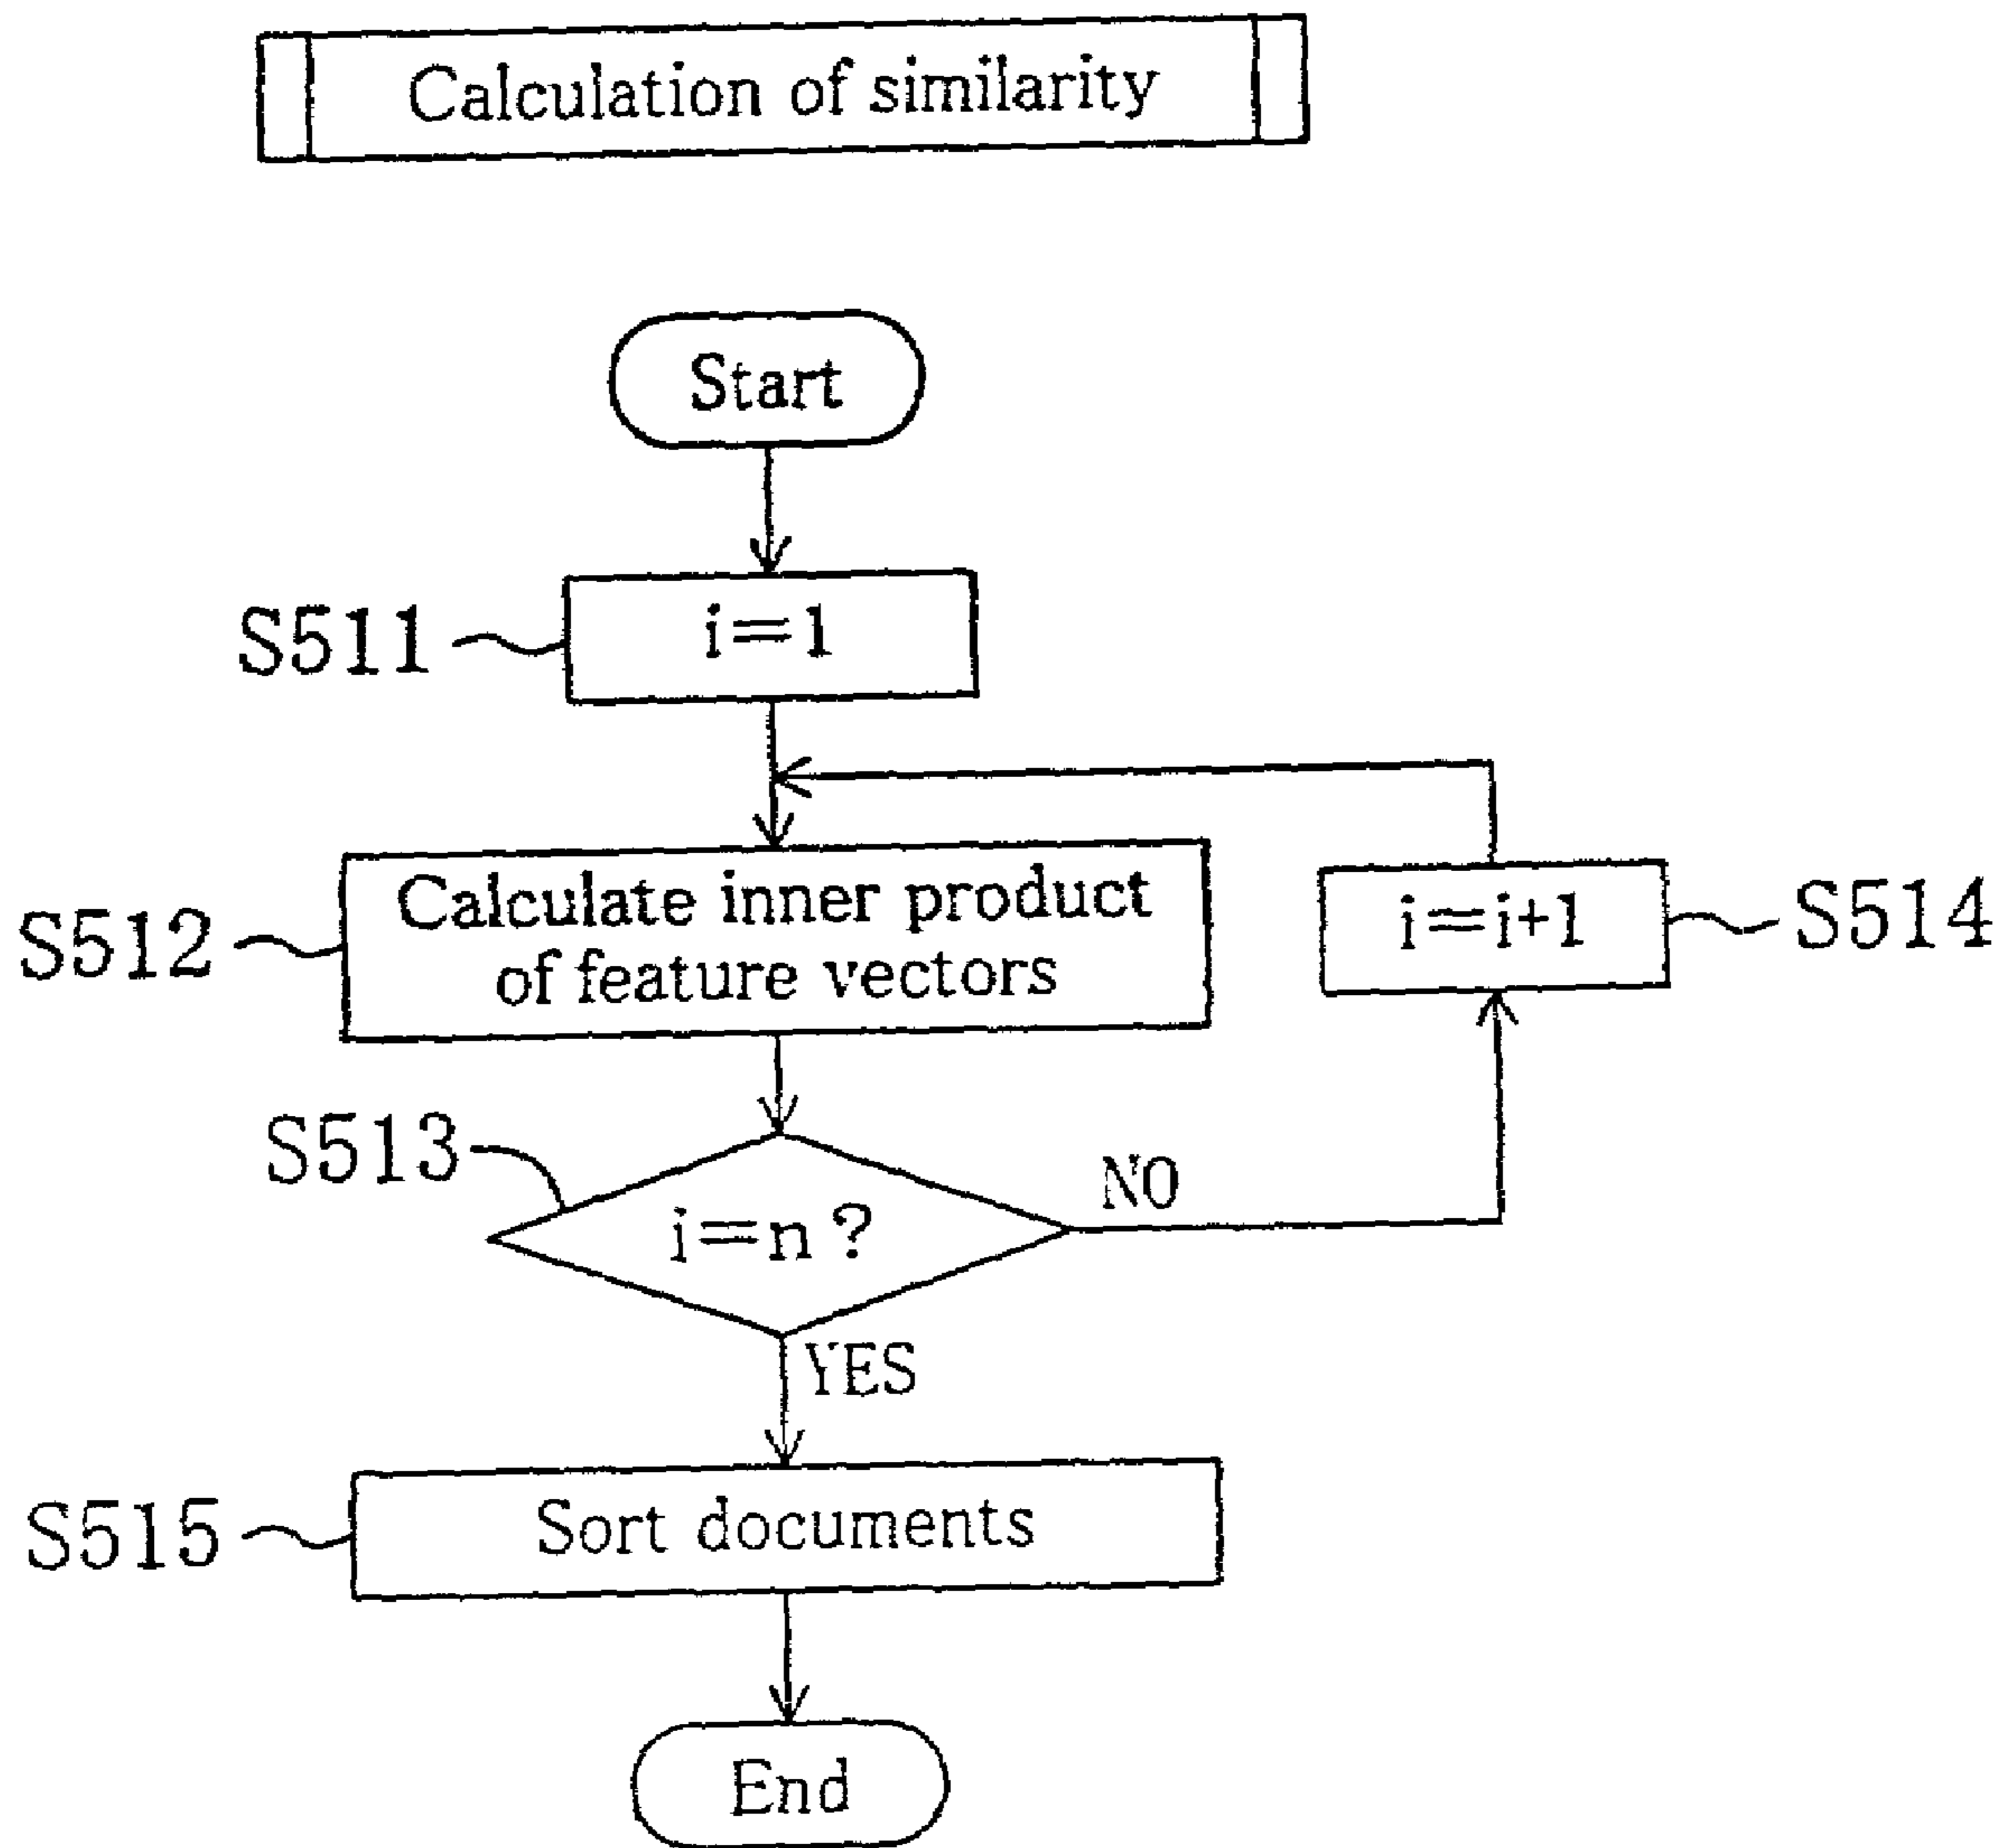 Calculation of similarity
Start
S511
i=1
S512
Calculate inner product
of feature vectors
i=i+1
S514
S513
i=n?
NO
YES
S515
Sort documents
End